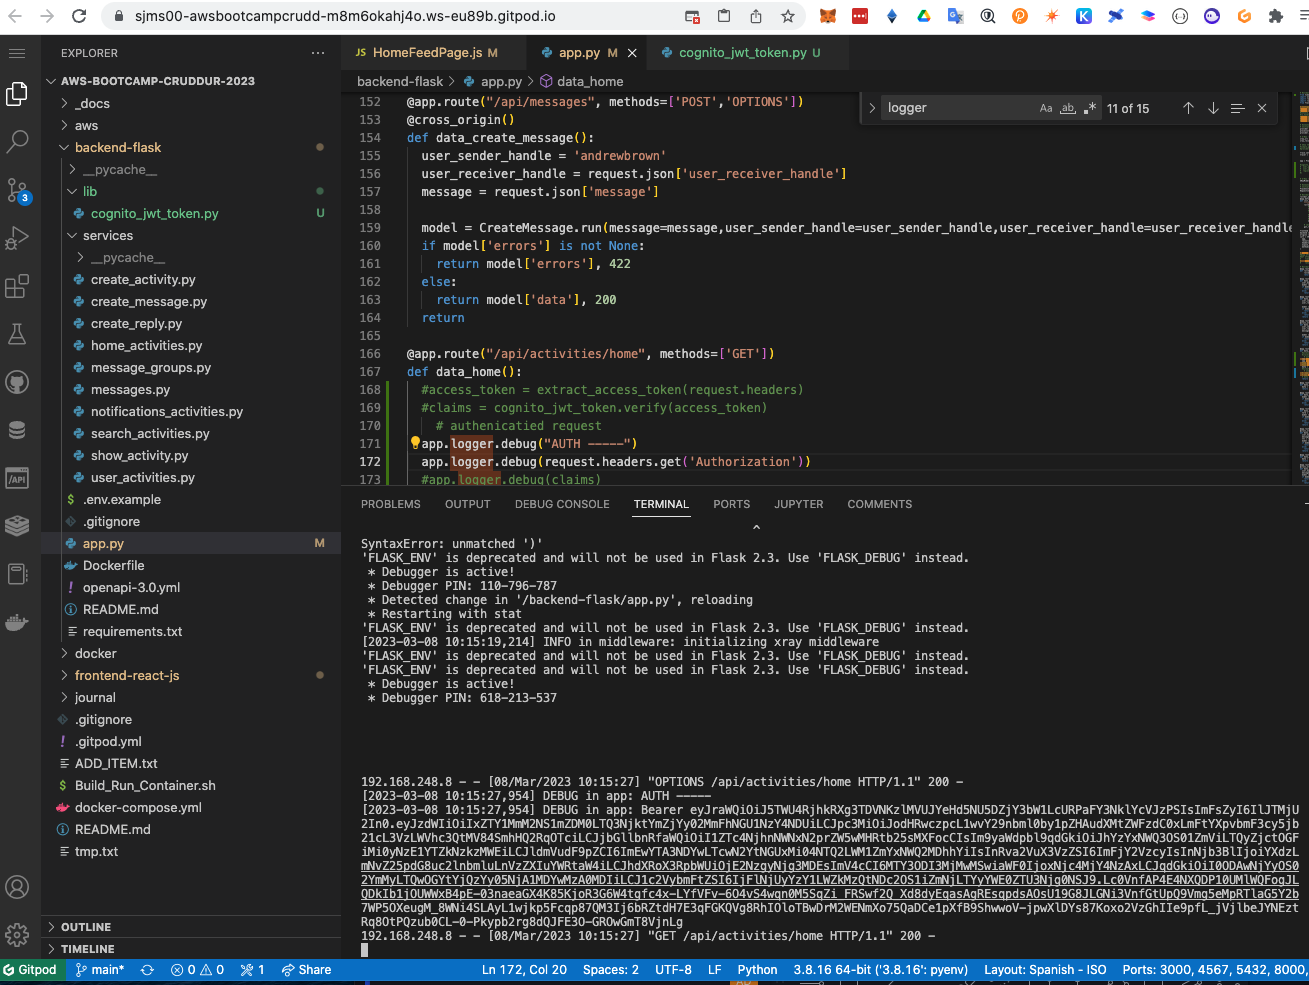 sjms00-awsbootcampcrudd-m8m6okahj4o.ws-eu89b.gitpod.io
EXPLORER
AWS-BOOTCAMP-CRUDDUR-2023
_docs
aws
backend-flask
__pycache__
lib
cognito_jwt_token.py U
services
__pycache__
create_activity.py
create_message.py
create_reply.py
home_activities.py
message_groups.py
messages.py
notifications_activities.py
search_activities.py
show_activity.py
user_activities.py
.env.example
.gitignore
app.py M
Dockerfile
openapi-3.0.yml
README.md
requirements.txt
docker
frontend-react-js
journal
.gitignore
.gitpod.yml
ADD_ITEM.txt
Build_Run_Container.sh
docker-compose.yml
README.md
tmp.txt
OUTLINE
TIMELINE
3
JS HomeFeedPage.js M
app.py M
cognito_jwt_token.py U
backend-flask > app.py > data_home
logger
Aa ab 11 of 15
152 @app.route("/api/messages", methods=['POST','OPTIONS'])
153 @cross_origin()
154 def data_create_message():
155 user_sender_handle = 'andrewbrown'
156 user_receiver_handle = request.json['user_receiver_handle']
157 message = request.json['message']
158
159 model = CreateMessage.run(message=message,user_sender_handle=user_sender_handle,user_receiver_handle=user_receiver_handle
160 if model['errors'] is not None:
161 return model['errors'], 422
162 else:
163 return model['data'], 200
164 return
165
166 @app.route("/api/activities/home", methods=['GET'])
167 def data_home():
168 #access_token = extract_access_token(request.headers)
169 #claims = cognito_jwt_token.verify(access_token)
170 # authenicatied request
171 app.logger.debug("AUTH -----")
172 app.logger.debug(request.headers.get('Authorization'))
173 #app.logger.debug(claims)
PROBLEMS OUTPUT DEBUG CONSOLE TERMINAL PORTS JUPYTER COMMENTS
^
SyntaxError: unmatched ')'
'FLASK_ENV' is deprecated and will not be used in Flask 2.3. Use 'FLASK_DEBUG' instead.
* Debugger is active!
* Debugger PIN: 110-796-787
* Detected change in '/backend-flask/app.py', reloading
* Restarting with stat
'FLASK_ENV' is deprecated and will not be used in Flask 2.3. Use 'FLASK_DEBUG' instead.
[2023-03-08 10:15:19,214] INFO in middleware: initializing xray middleware
'FLASK_ENV' is deprecated and will not be used in Flask 2.3. Use 'FLASK_DEBUG' instead.
'FLASK_ENV' is deprecated and will not be used in Flask 2.3. Use 'FLASK_DEBUG' instead.
* Debugger is active!
* Debugger PIN: 618-213-537
192.168.248.8 - - [08/Mar/2023 10:15:27] "OPTIONS /api/activities/home HTTP/1.1" 200 -
[2023-03-08 10:15:27,954] DEBUG in app: AUTH -----
[2023-03-08 10:15:27,954] DEBUG in app: Bearer
192.168.248.8 - - [08/Mar/2023 10:15:27] "GET /api/activities/home HTTP/1.1" 200 -
Gitpod main* 0 0 1 Share Ln 172, Col 20 Spaces: 2 UTF-8 LF Python 3.8.16 64-bit ('3.8.16': pyenv) Layout: Spanish - ISO Ports: 3000, 4567, 5432, 8000,